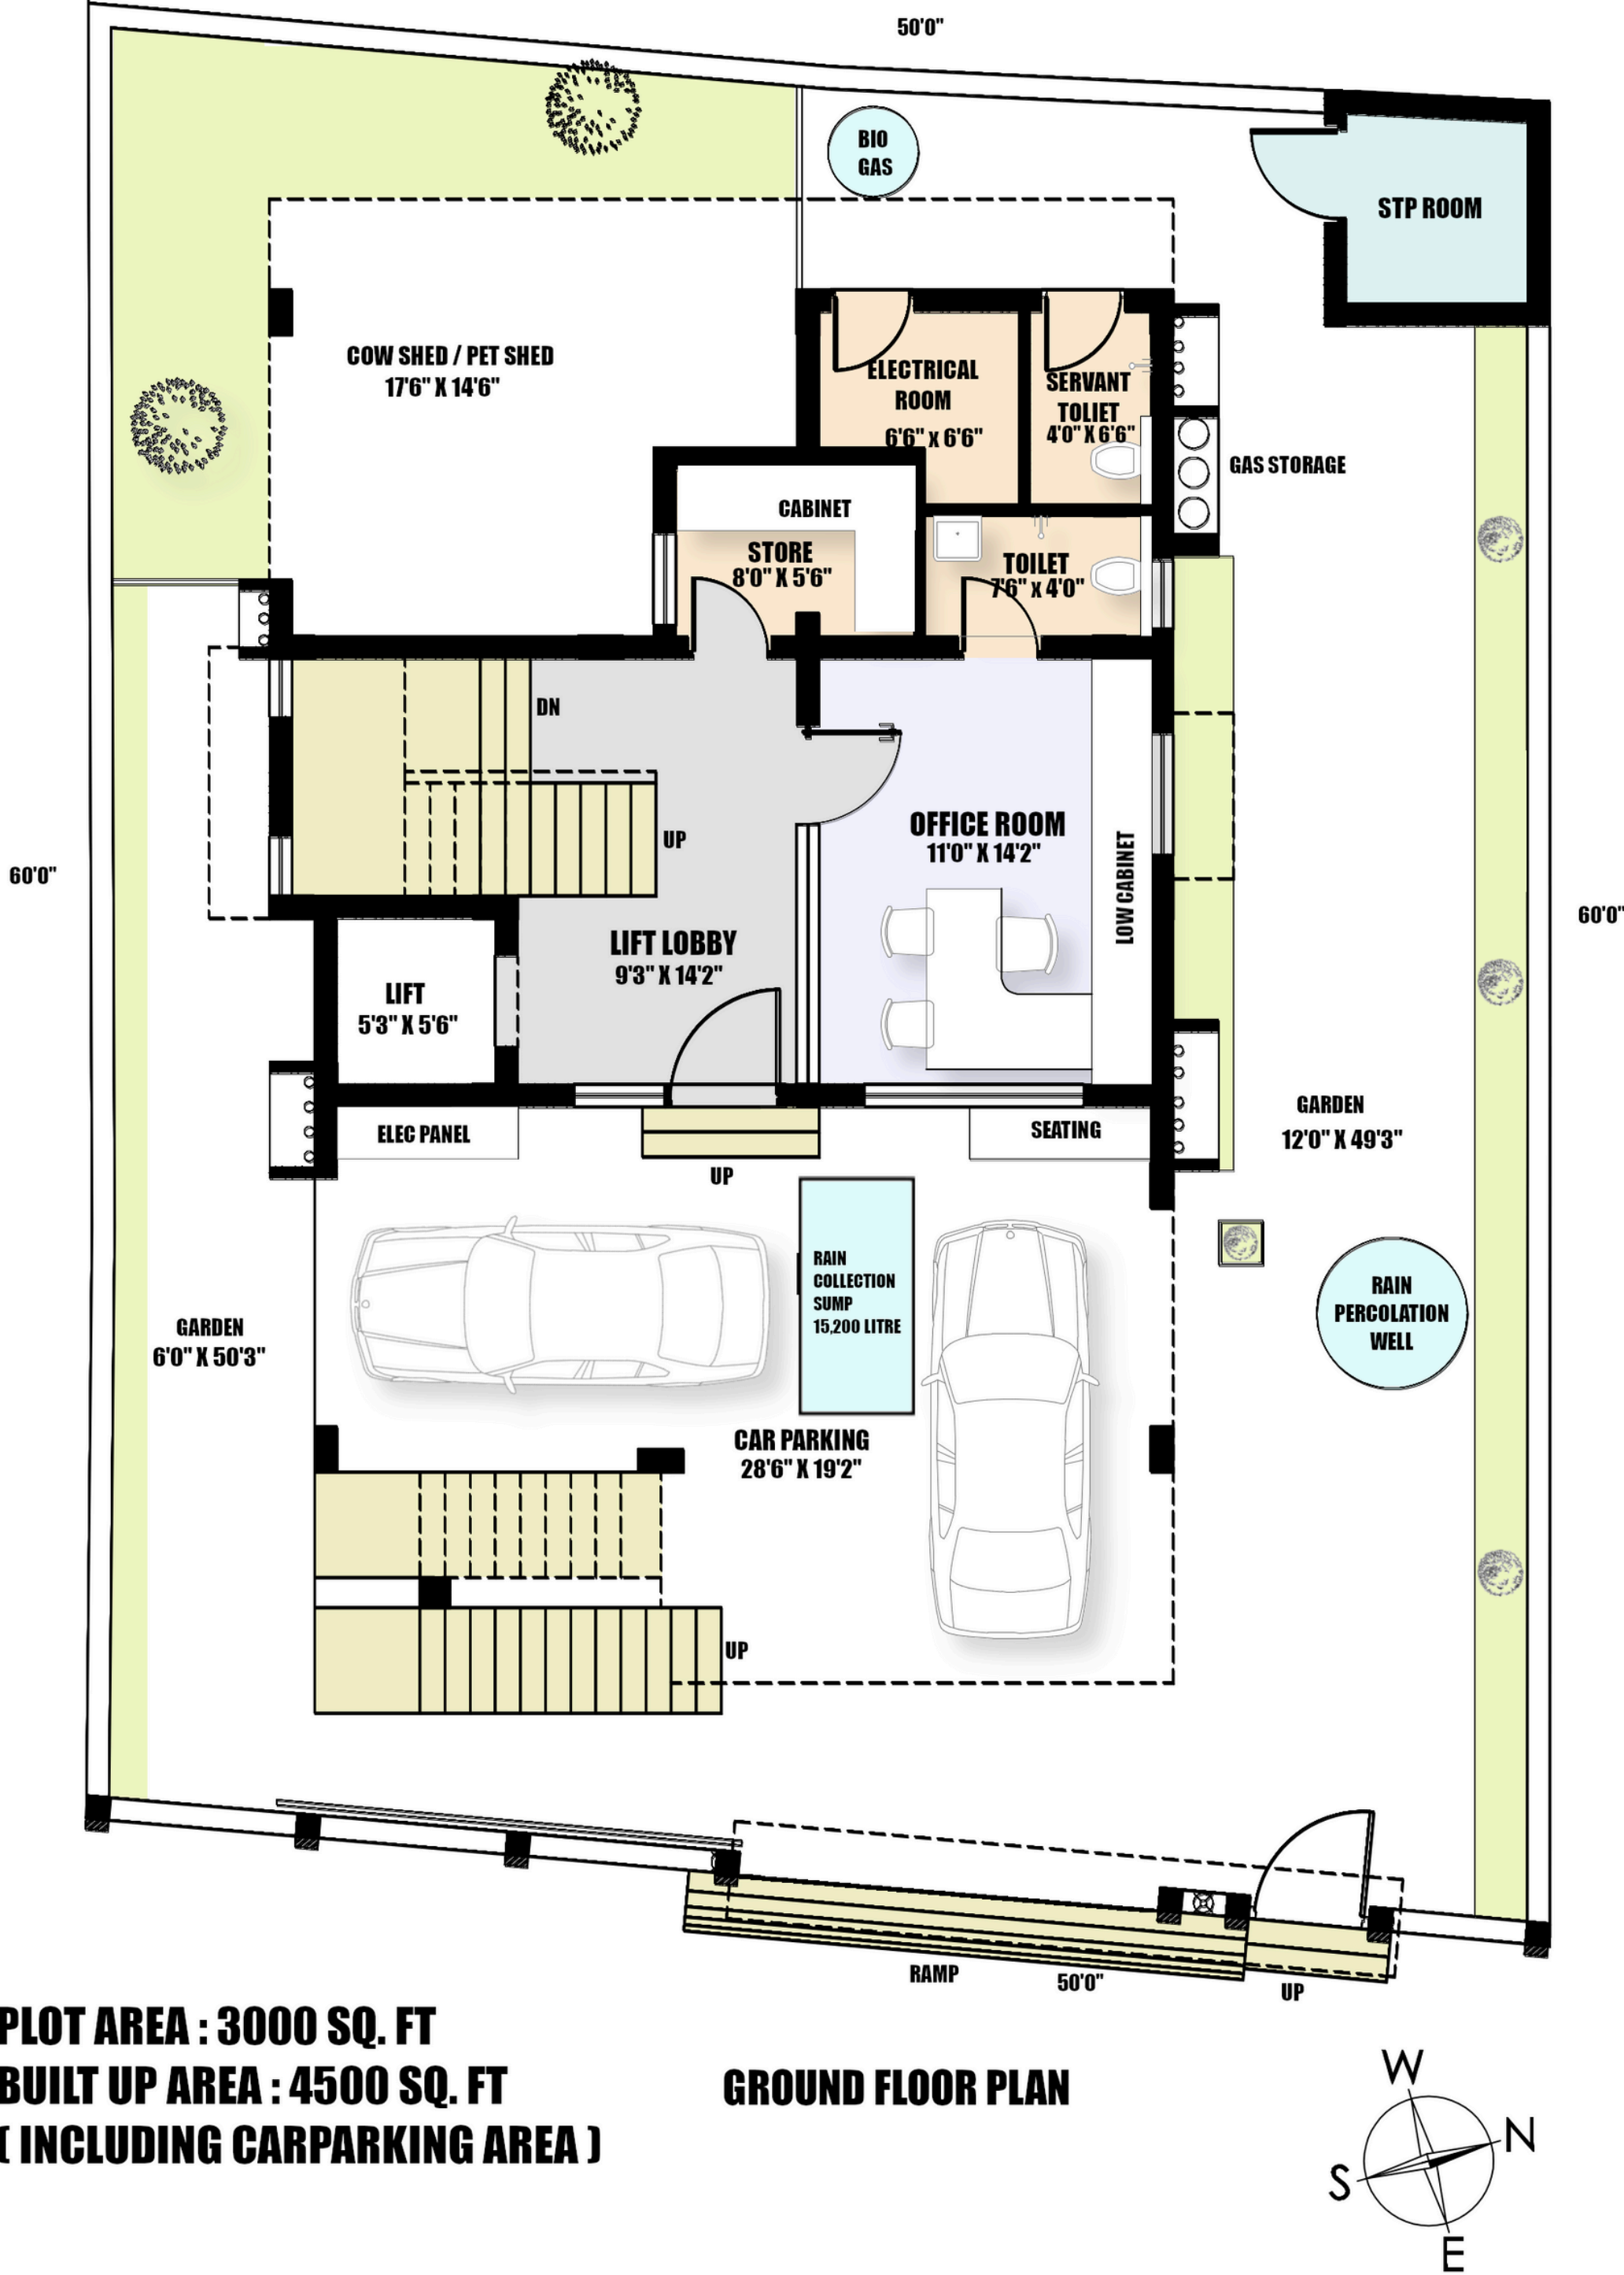 50'0"
BIO
GAS
STP ROOM
COW SHED / PET SHED
17'6" X 14'6"
ELECTRICAL
ROOM
6'6" x 6'6"
SERVANT
TOLIET
4'0" X 6'6"
GAS STORAGE
CABINET
STORE
8'0" X 5'6"
TOILET
7'6" x 4'0"
DN
UP
OFFICE ROOM
11'0" X 14'2"
LOW CABINET
60'0"
60'0"
LIFT LOBBY
9'3" X 14'2"
LIFT
5'3" X 5'6"
ELEC PANEL
UP
SEATING
GARDEN
12'0" X 49'3"
RAIN
COLLECTION
SUMP
15,200 LITRE
RAIN
PERCOLATION
WELL
GARDEN
6'0" X 50'3"
CAR PARKING
28'6" X 19'2"
UP
RAMP
50'0"
UP
PLOT AREA : 3000 SQ. FT
BUILT UP AREA : 4500 SQ. FT
( INCLUDING CARPARKING AREA )
GROUND FLOOR PLAN
W
N
S
E